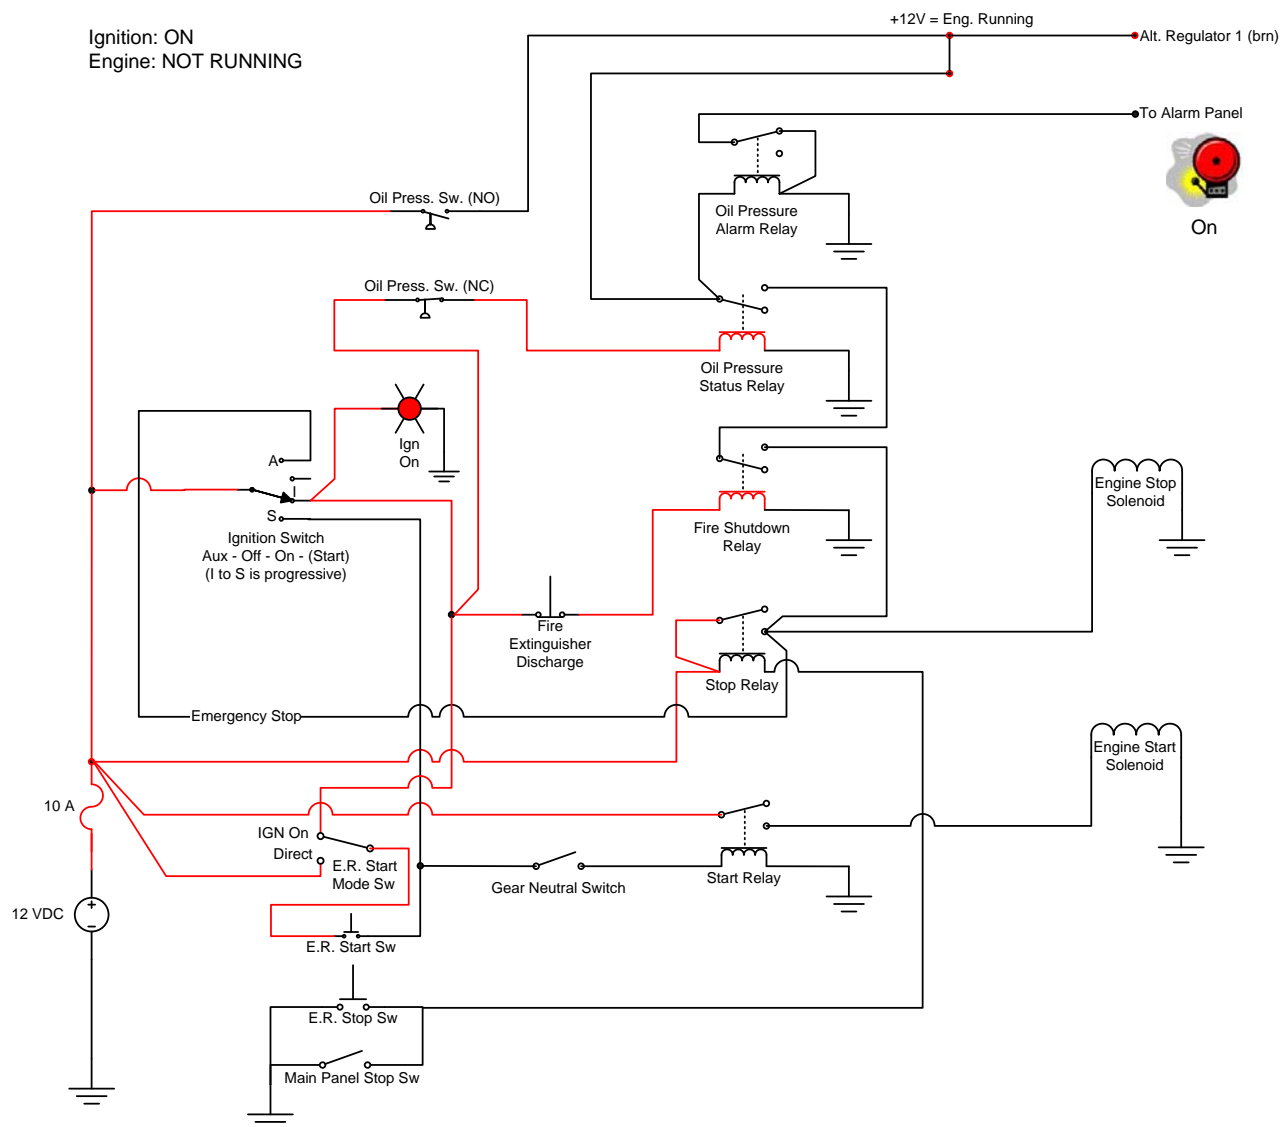 Ignition: ON
Engine: NOT RUNNING
+12V = Eng. Running
Alt. Regulator 1 (brn)
To Alarm Panel
On
Oil Press. Sw. (NO)
Oil Pressure
Alarm Relay
Oil Press. Sw. (NC)
Oil Pressure
Status Relay
Ign
On
A
I
S
Ignition Switch
Aux - Off - On - (Start)
(I to S is progressive)
Fire Shutdown
Relay
Engine Stop
Solenoid
Fire
Extinguisher
Discharge
Stop Relay
Emergency Stop
Engine Start
Solenoid
10 A
IGN On
Direct
E.R. Start
Mode Sw
Gear Neutral Switch
Start Relay
12 VDC
+
−
E.R. Start Sw
E.R. Stop Sw
Main Panel Stop Sw